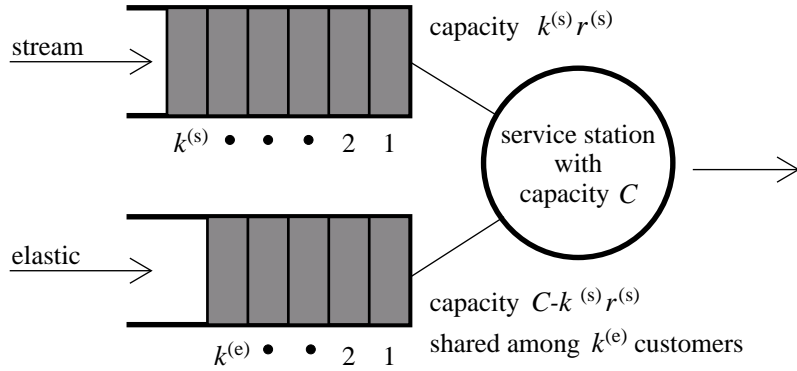 capacity k^(s) r^(s)
stream
k^(s) • • • 2 1
service station
with
capacity C
elastic
capacity C-k^(s) r^(s)
k^(e) • • 2 1
shared among k^(e) customers